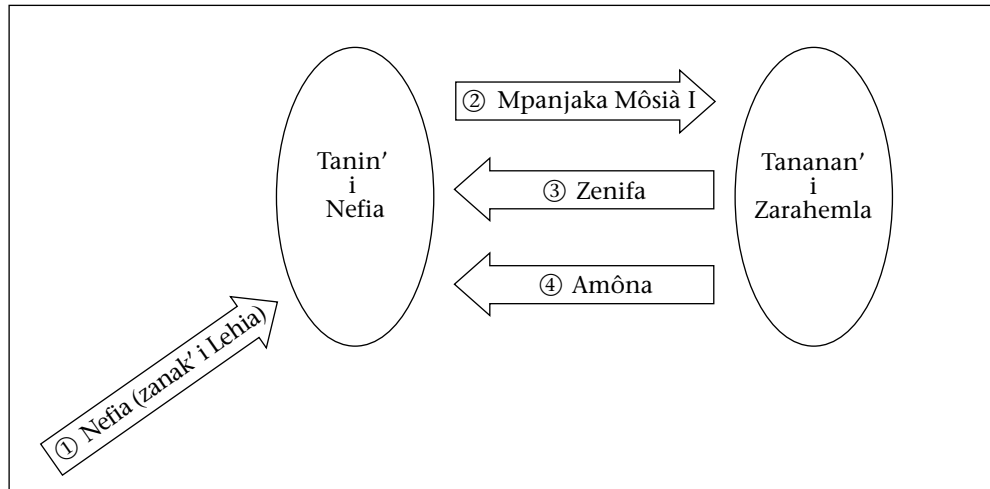 ② Mpanjaka Môsià I
Tanin′
i
Nefia
Tananan′
i
Zarahemla
③ Zenifa
④ Amôna
① Nefia (zanak′ i Lehia)